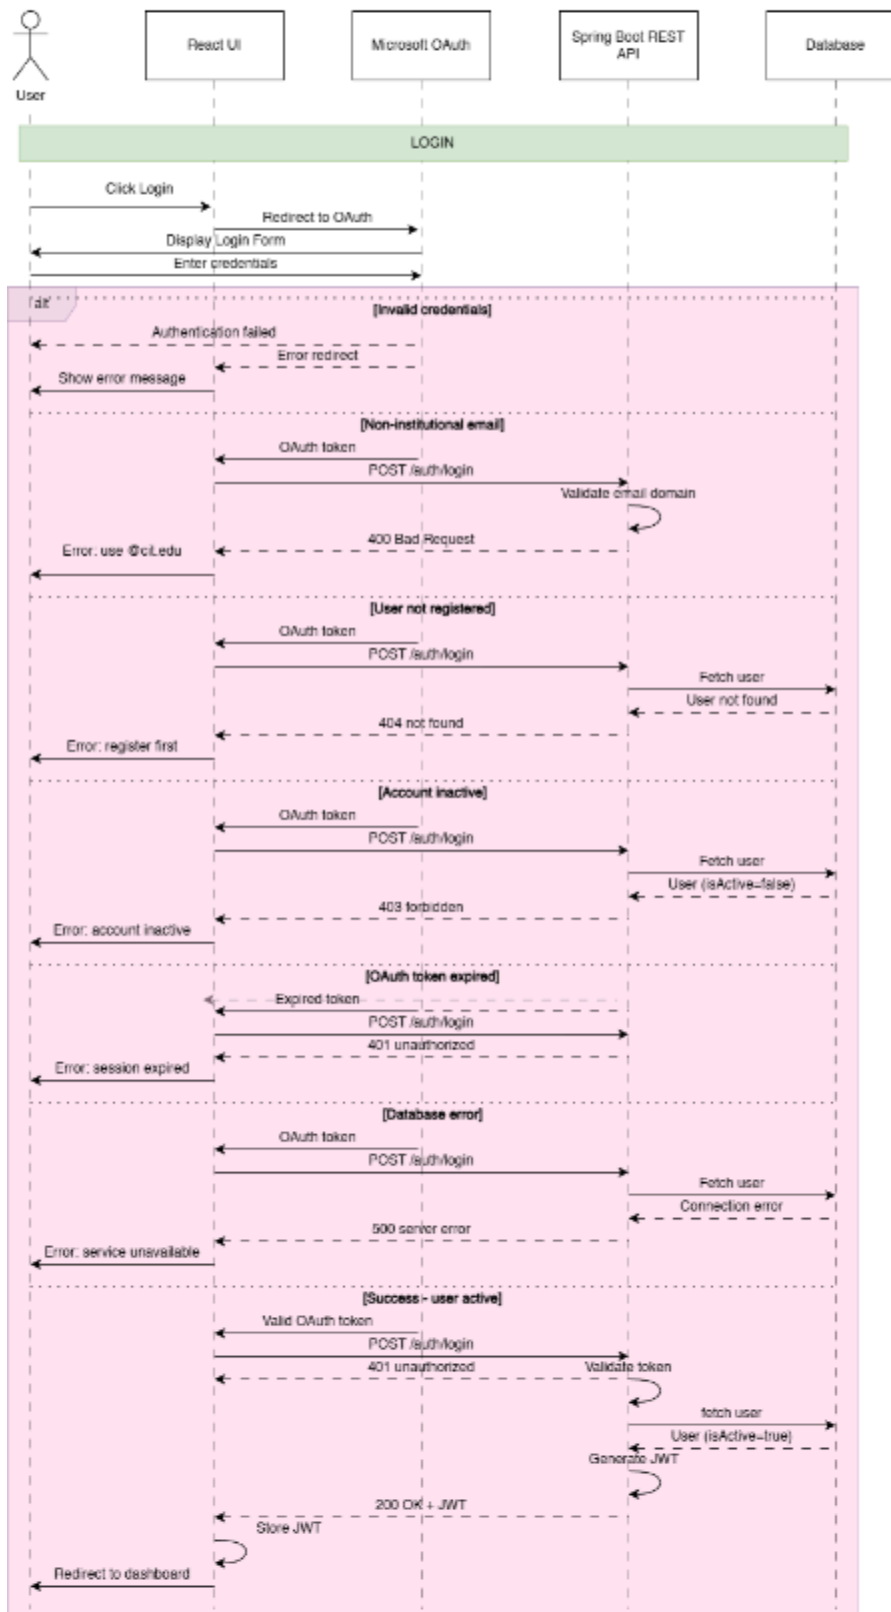 React UI
Microsoft OAuth
Spring Boot REST
API
Database
User
LOGIN
Click Login
Redirect to OAuth
Display Login Form
Enter credentials
alt
[Invalid credentials]
Authentication failed
Error redirect
Show error message
[Non-institutional email]
OAuth token
POST /auth/login
Validate email domain
400 Bad Request
Error: use @cit.edu
[User not registered]
OAuth token
POST /auth/login
Fetch user
User not found
404 not found
Error: register first
[Account inactive]
OAuth token
POST /auth/login
Fetch user
User (isActive=false)
403 forbidden
Error: account inactive
[OAuth token expired]
Expired token
POST /auth/login
401 unauthorized
Error: session expired
[Database error]
OAuth token
POST /auth/login
Fetch user
Connection error
500 server error
Error: service unavailable
[Success - user active]
Valid OAuth token
POST /auth/login
401 unauthorized
Validate token
fetch user
User (isActive=true)
Generate JWT
200 OK + JWT
Store JWT
Redirect to dashboard